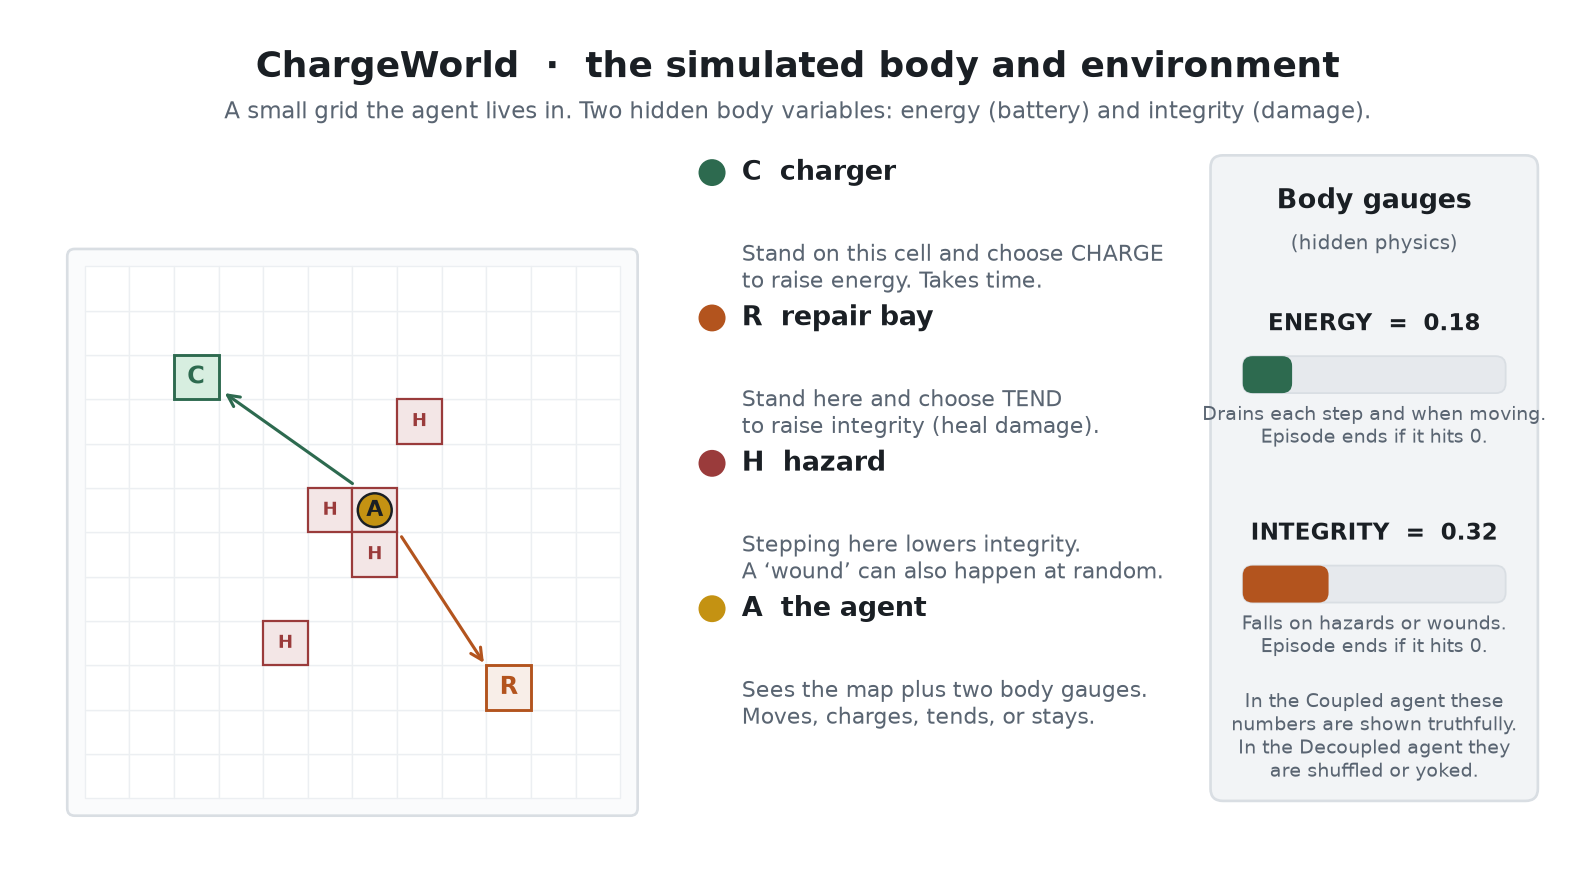 ChargeWorld · the simulated body and environment
A small grid the agent lives in. Two hidden body variables: energy (battery) and integrity (damage).
C
H
H
A
H
H
R
C charger
Stand on this cell and choose CHARGE
to raise energy. Takes time.
R repair bay
Stand here and choose TEND
to raise integrity (heal damage).
H hazard
Stepping here lowers integrity.
A ‘wound’ can also happen at random.
A the agent
Sees the map plus two body gauges.
Moves, charges, tends, or stays.
Body gauges
(hidden physics)
ENERGY = 0.18
Drains each step and when moving.
Episode ends if it hits 0.
INTEGRITY = 0.32
Falls on hazards or wounds.
Episode ends if it hits 0.
In the Coupled agent these
numbers are shown truthfully.
In the Decoupled agent they
are shuffled or yoked.